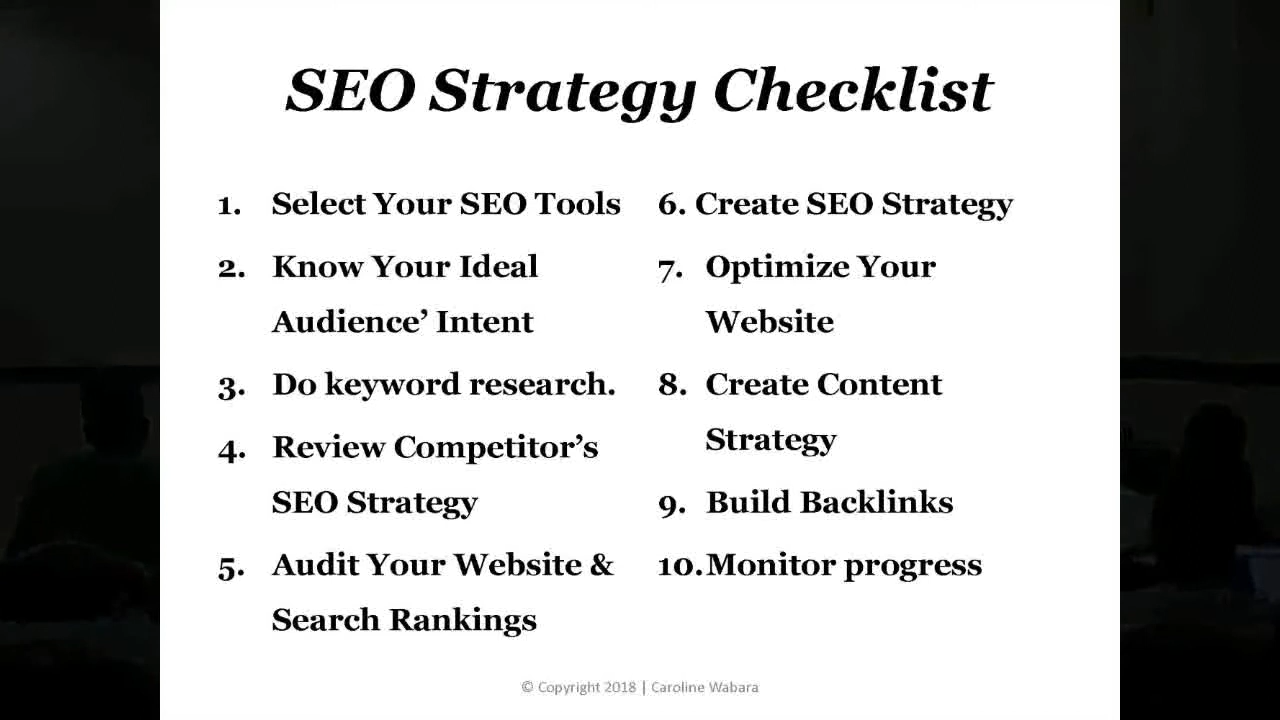 SEO Strategy Checklist
1. Select Your SEO Tools
2. Know Your Ideal
Audience’ Intent
3. Do keyword research.
4. Review Competitor’s
SEO Strategy
5. Audit Your Website &
Search Rankings
6. Create SEO Strategy
7. Optimize Your
Website
8. Create Content
Strategy
9. Build Backlinks
10. Monitor progress
© Copyright 2018 | Caroline Wabara